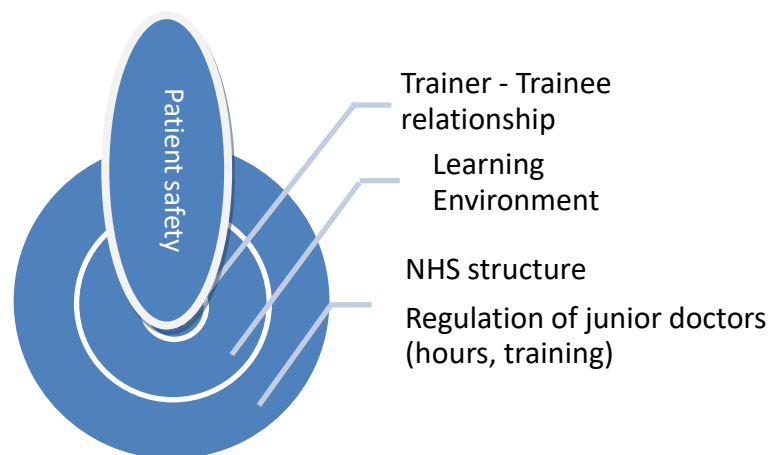 Patient safety
Trainer - Trainee
relationship
Learning
Environment
NHS structure
Regulation of junior doctors
(hours, training)